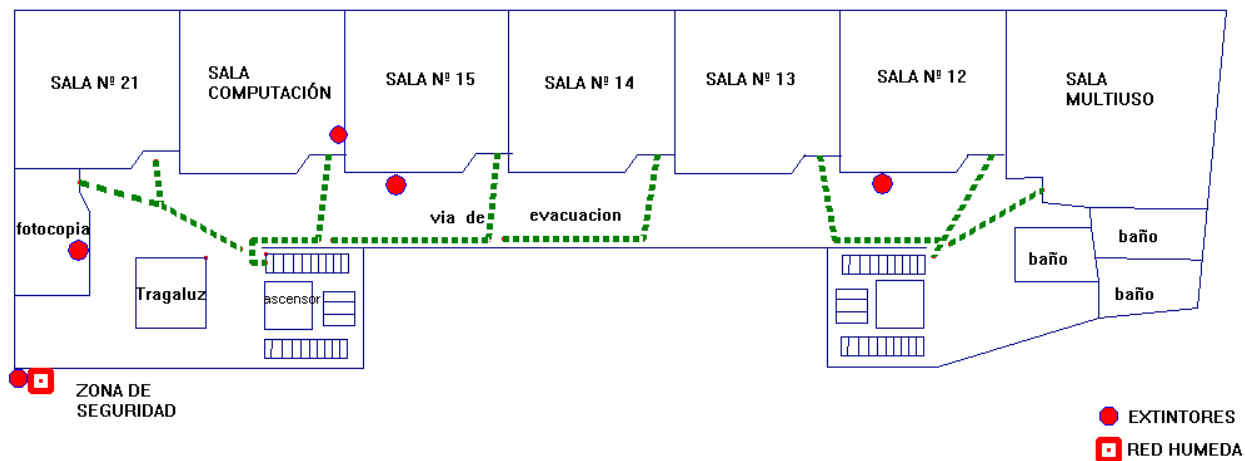 SALA Nº 21
SALA
COMPUTACIÓN
SALA Nº 15
SALA Nº 14
SALA Nº 13
SALA Nº 12
SALA
MULTIUSO
fotocopia
via de
evacuacion
baño
baño
baño
Tragaluz
ascensor
ZONA DE
SEGURIDAD
EXTINTORES
RED HUMEDA